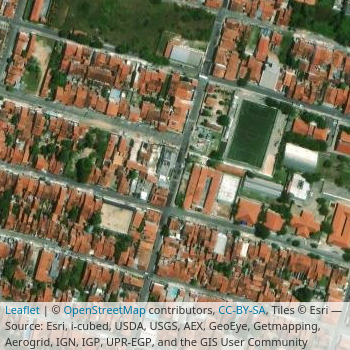 Leaflet | © OpenStreetMap contributors, CC-BY-SA, Tiles © Esri —
Source: Esri, i-cubed, USDA, USGS, AEX, GeoEye, Getmapping,
Aerogrid, IGN, IGP, UPR-EGP, and the GIS User Community